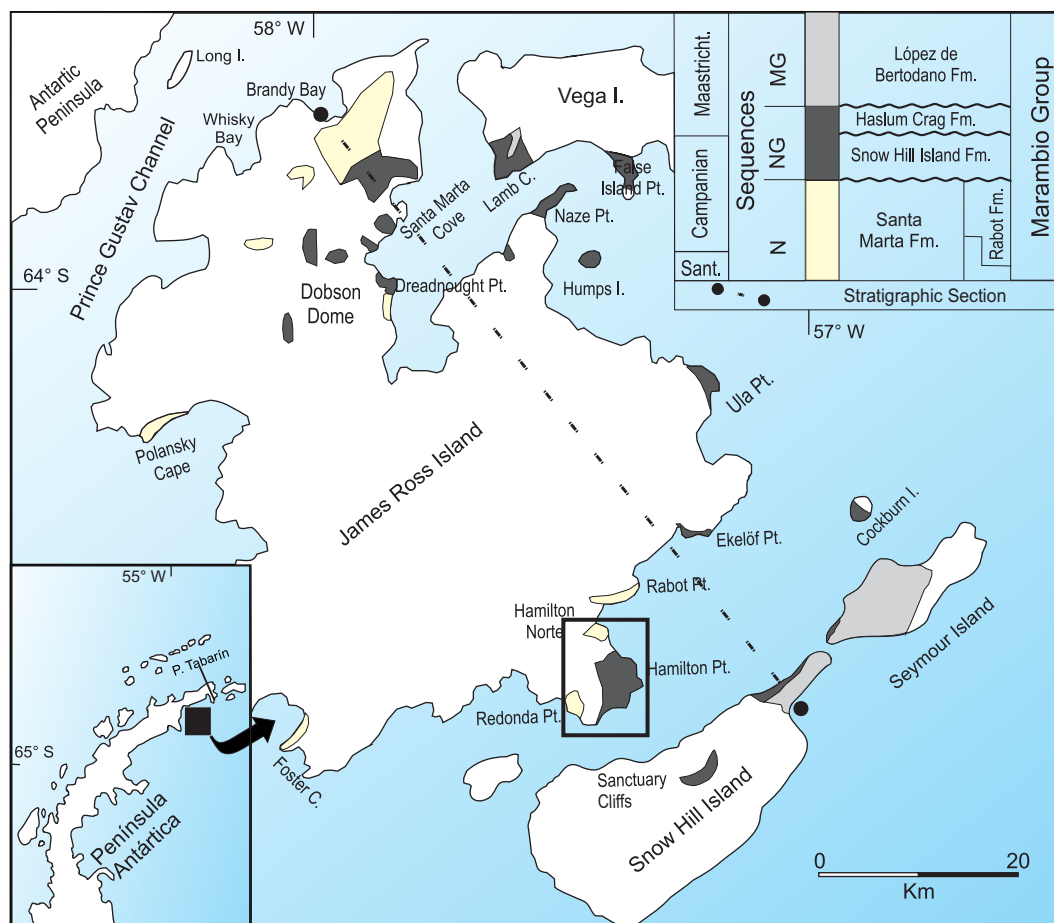 58° W
Long I.
Antartic
Peninsula
Brandy Bay
Whisky
Bay
Prince Gustav Channel
Vega I.
Lamb C.
False
Island Pt.
Santa Marta
Cove
Naze Pt.
64° S
Dreadnought Pt.
Humps I.
Dobson
Dome
Ula Pt.
Polansky
Cape
James Ross Island
Cockburn I.
Ekelöf Pt.
Rabot Pt.
Hamilton
Norte
Hamilton Pt.
Seymour Island
Redonda Pt.
Foster C.
Sanctuary
Cliffs
Snow Hill Island
0 20
Km
Maastricht.
Campanian
Sant.
Sequences
MG
NG
N
López de
Bertodano Fm.
Haslum Crag Fm.
Snow Hill Island Fm.
Santa
Marta Fm.
Rabot Fm.
Marambio Group
Stratigraphic Section
57° W
55° W
P. Tabarín
65° S
Península
Antártica